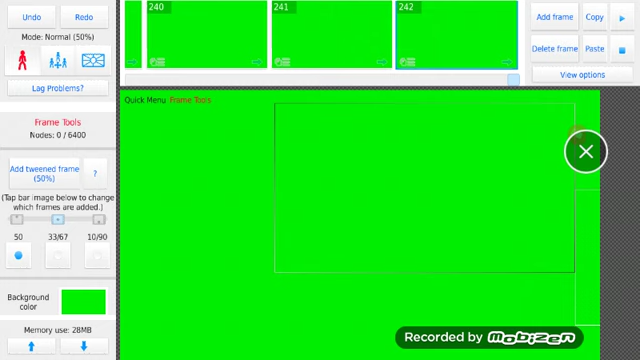 Undo
Redo
Mode: Normal (50%)
Lag Problems?
Frame Tools
Nodes: 0 / 6400
Add tweened frame
(50%)
?
(Tap bar image below to change
which frames are added.)
50
33/67
10/90
Background
color
Memory use: 28MB
240
241
242
Add frame
Copy
Delete frame
Paste
View options
Quick Menu
Frame Tools
Recorded by Mobizen